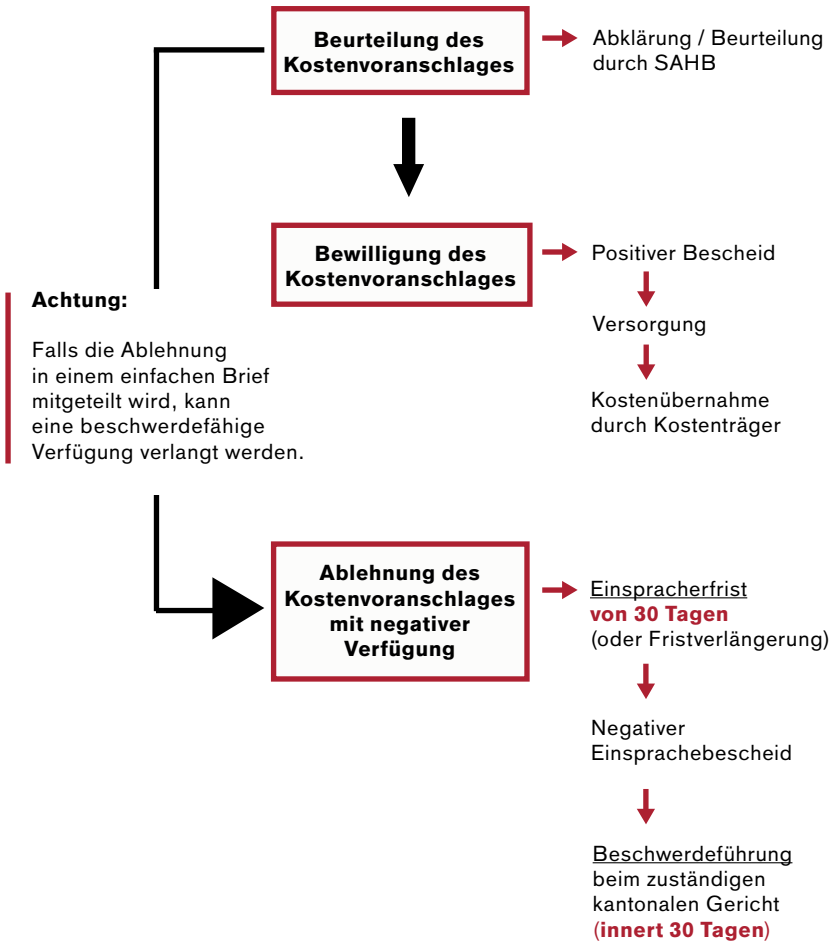 Beurteilung des
Kostenvoranschlages
Abklärung / Beurteilung
durch SAHB
Bewilligung des
Kostenvoranschlages
Positiver Bescheid
Versorgung
Kostenübernahme
durch Kostenträger
Achtung:
Falls die Ablehnung
in einem einfachen Brief
mitgeteilt wird, kann
eine beschwerdefähige
Verfügung verlangt werden.
Ablehnung des
Kostenvoranschlages
mit negativer
Verfügung
Einspracherfrist
von 30 Tagen
(oder Fristverlängerung)
Negativer
Einsprachebescheid
Beschwerdeführung
beim zuständigen
kantonalen Gericht
(innert 30 Tagen)